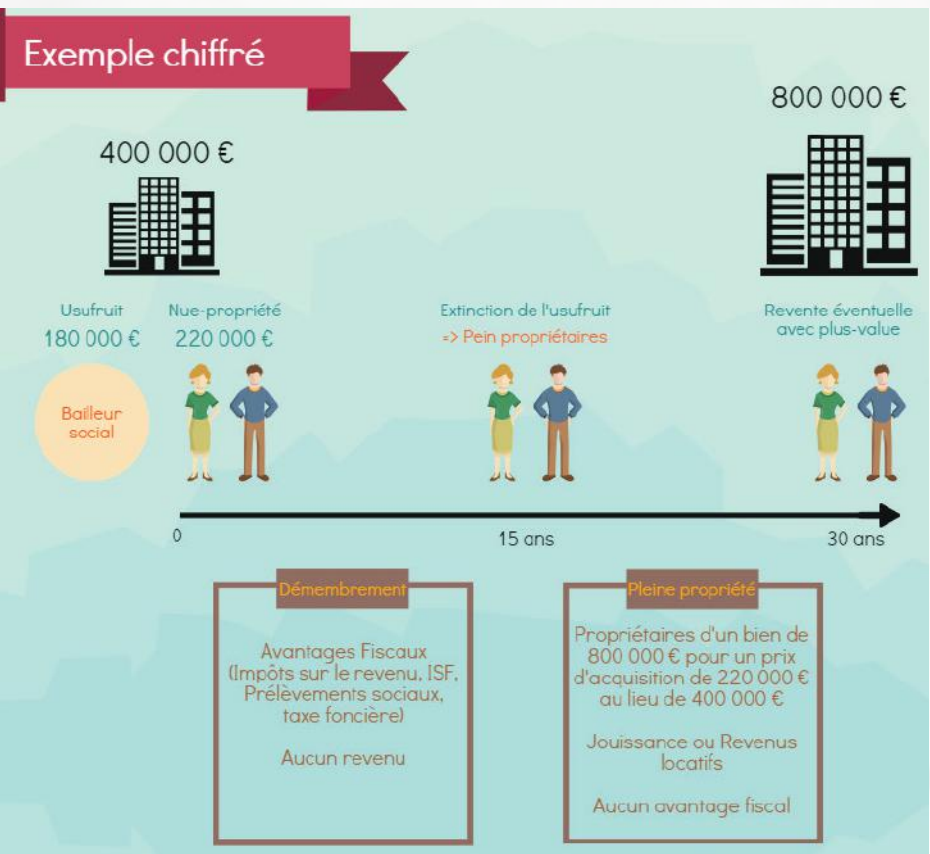 Exemple chiffré
400 000 €
800 000 €
Usufruit
180 000 €
Nue-propriété
220 000 €
Extinction de l'usufruit
=> Pein propriétaires
Revente éventuelle
avec plus-value
Bailleur
social
0
15 ans
30 ans
Démembrement
Avantages Fiscaux
(Impôts sur le revenu, ISF,
Prélèvements sociaux,
taxe foncière)
Aucun revenu
Pleine propriété
Propriétaires d'un bien de
800 000 € pour un prix
d'acquisition de 220 000 €
au lieu de 400 000 €
Jouissance ou Revenus
locatifs
Aucun avantage fiscal